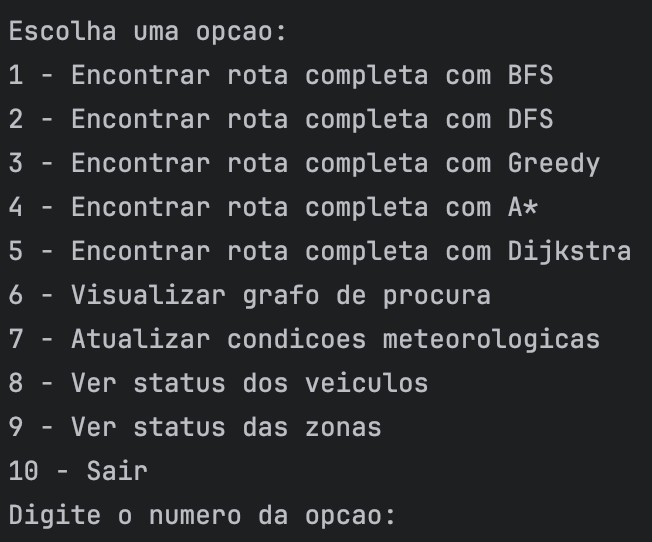 Escolha uma opcao:
1 - Encontrar rota completa com BFS
2 - Encontrar rota completa com DFS
3 - Encontrar rota completa com Greedy
4 - Encontrar rota completa com A*
5 - Encontrar rota completa com Dijkstra
6 - Visualizar grafo de procura
7 - Atualizar condicoes meteorologicas
8 - Ver status dos veiculos
9 - Ver status das zonas
10 - Sair
Digite o numero da opcao: